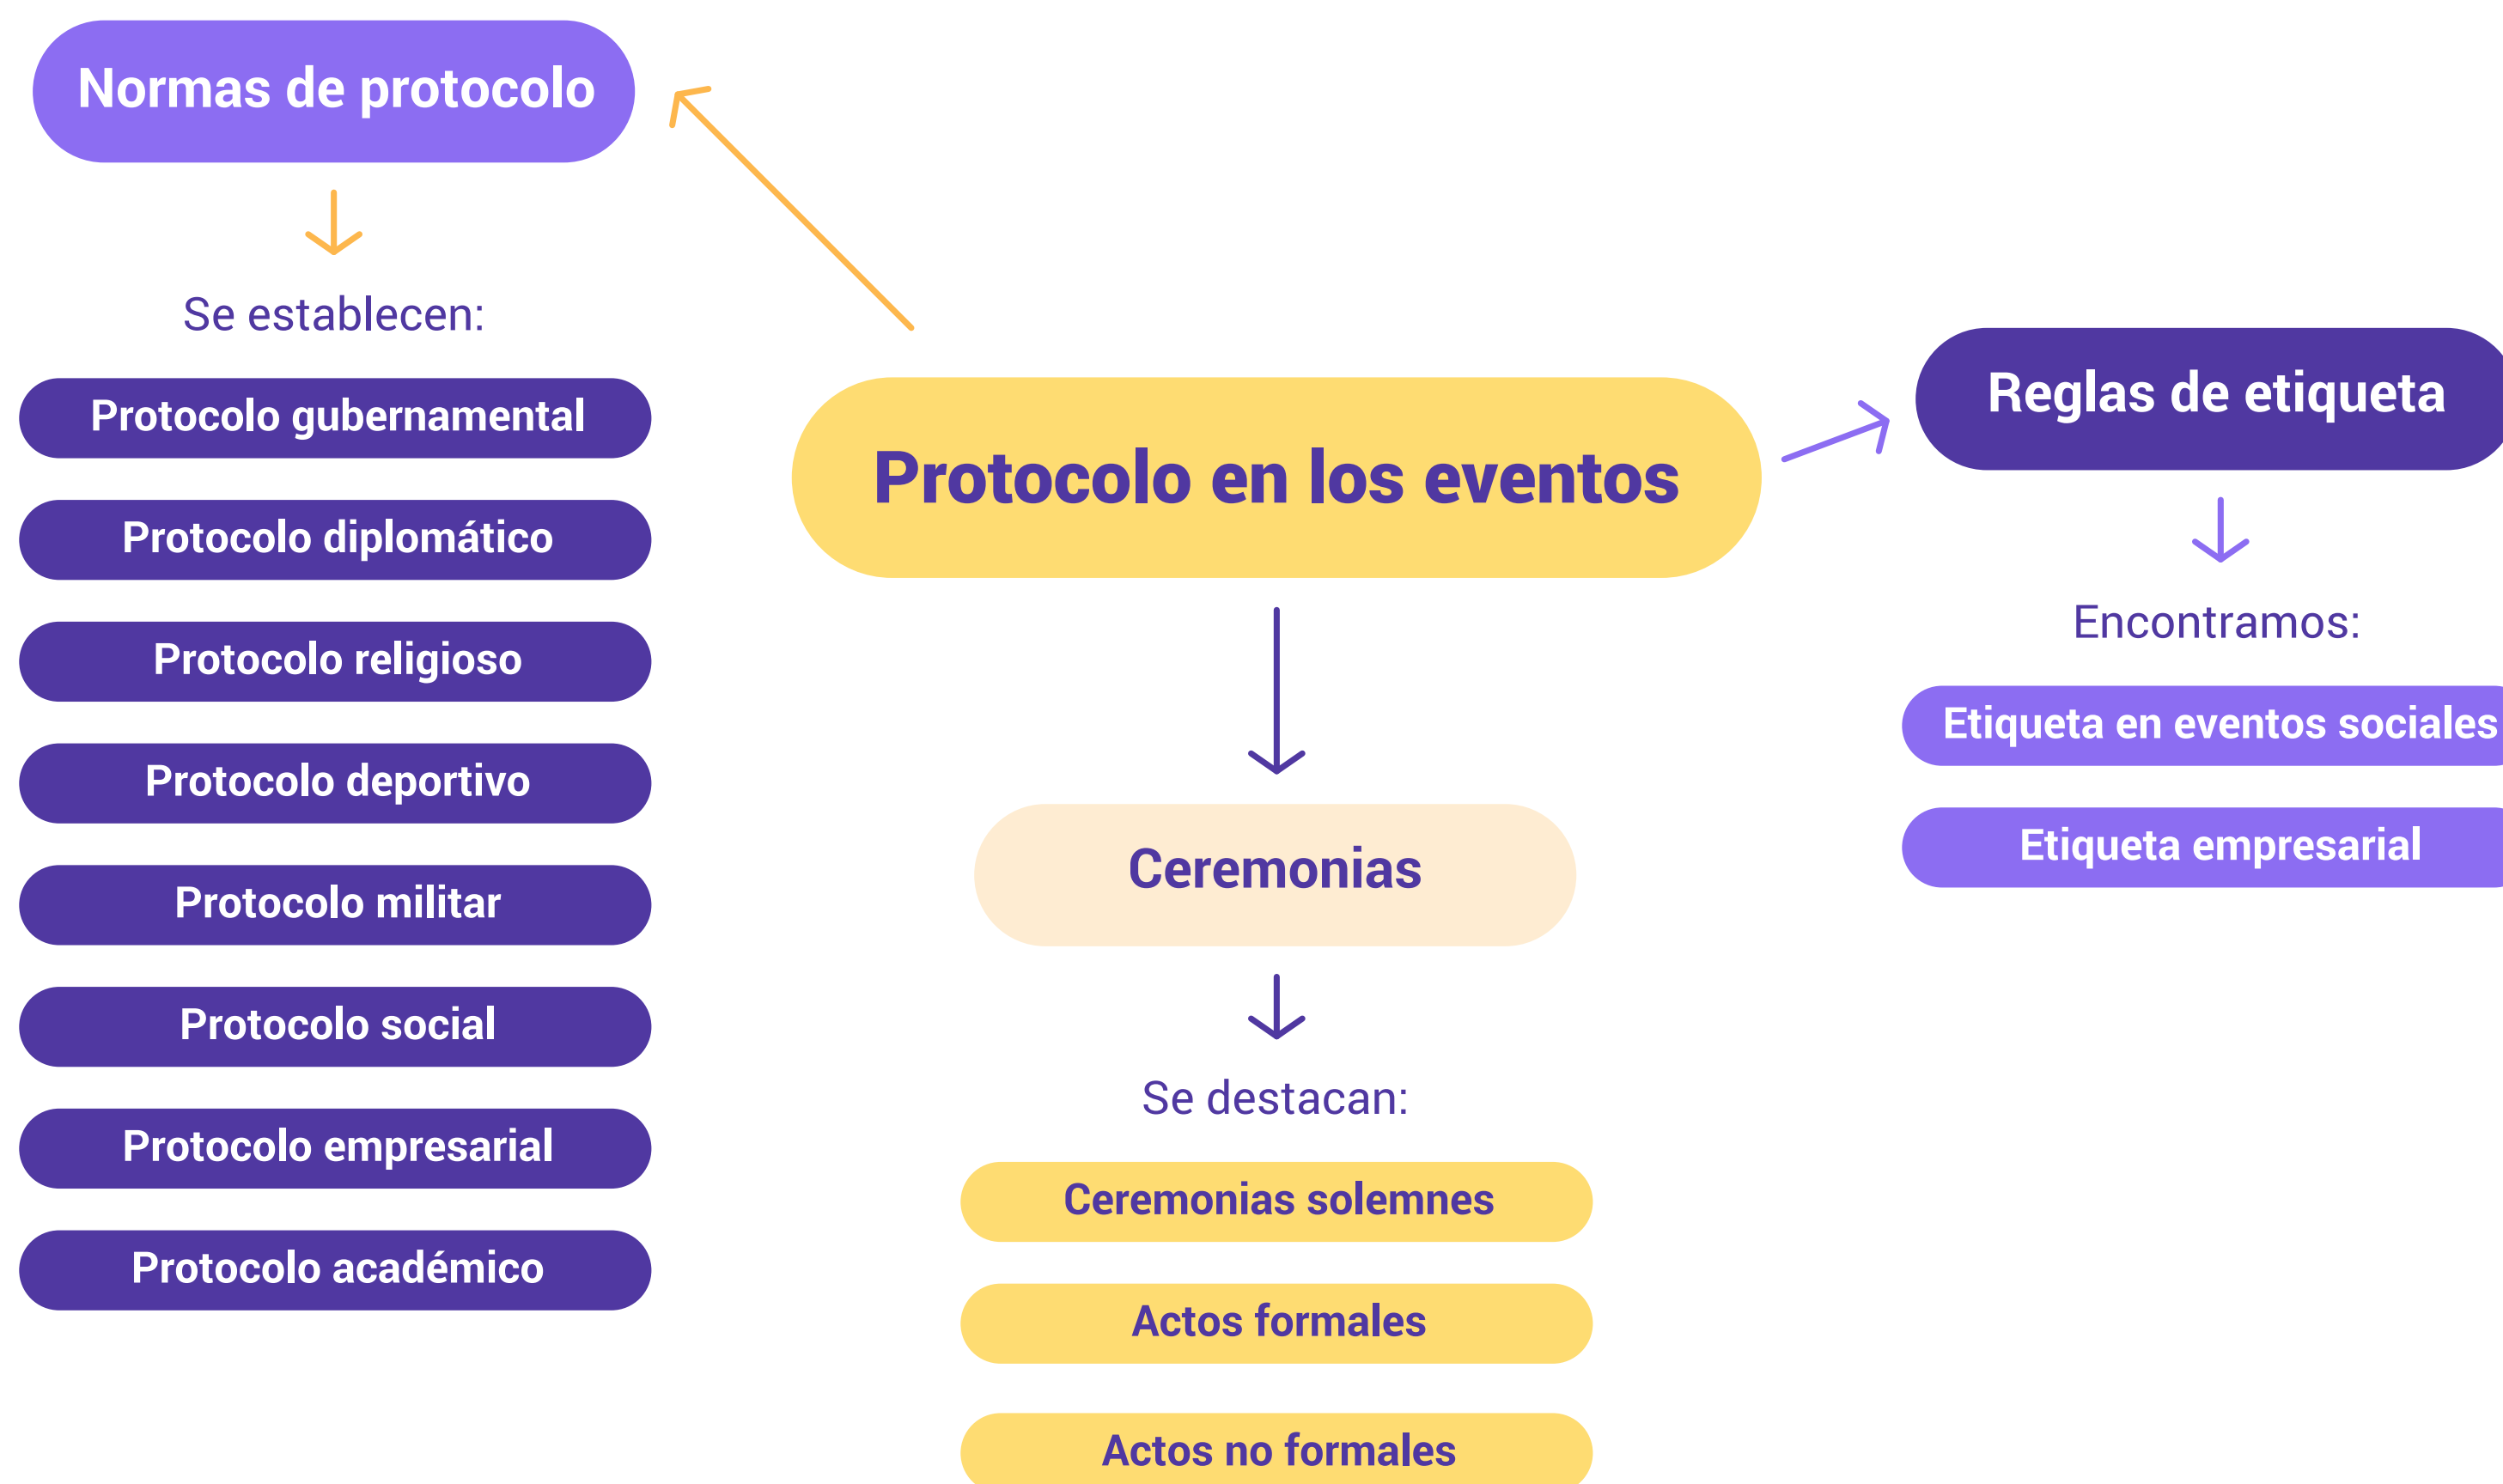 Normas de protocolo
Se establecen:
Protocolo gubernamental
Protocolo diplomático
Protocolo religioso
Protocolo deportivo
Protocolo militar
Protocolo social
Protocolo empresarial
Protocolo académico
Protocolo en los eventos
Ceremonias
Se destacan:
Ceremonias solemnes
Actos formales
Actos no formales
Reglas de etiqueta
Encontramos:
Etiqueta en eventos sociales
Etiqueta empresarial